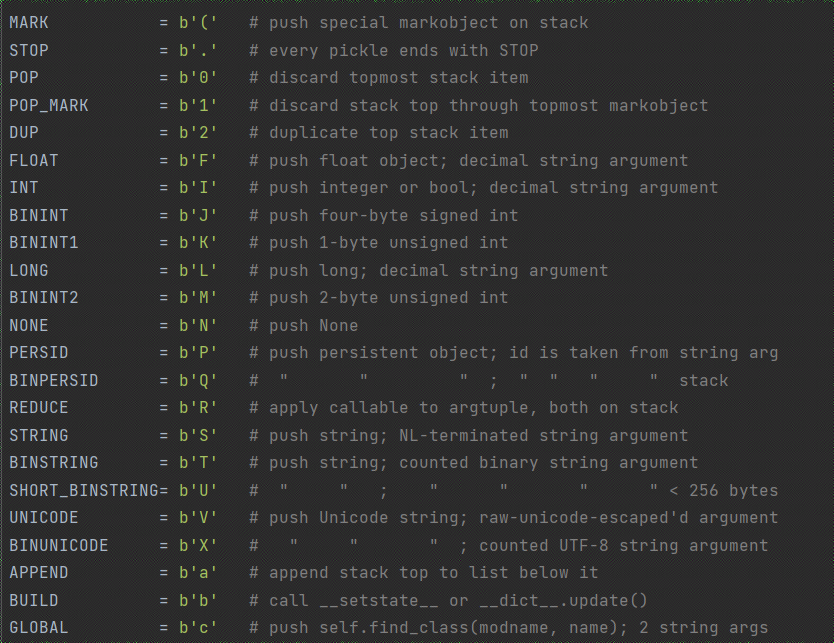 MARK           = b'('   # push special markobject on stack
STOP           = b'.'   # every pickle ends with STOP
POP            = b'0'   # discard topmost stack item
POP_MARK       = b'1'   # discard stack top through topmost markobject
DUP            = b'2'   # duplicate top stack item
FLOAT          = b'F'   # push float object; decimal string argument
INT            = b'I'   # push integer or bool; decimal string argument
BININT         = b'J'   # push four-byte signed int
BININT1        = b'K'   # push 1-byte unsigned int
LONG           = b'L'   # push long; decimal string argument
BININT2        = b'M'   # push 2-byte unsigned int
NONE           = b'N'   # push None
PERSID         = b'P'   # push persistent object; id is taken from string arg
BINPERSID      = b'Q'   #  "       "         "  ;  "  "   "     "  stack
REDUCE         = b'R'   # apply callable to argtuple, both on stack
STRING         = b'S'   # push string; NL-terminated string argument
BINSTRING      = b'T'   # push string; counted binary string argument
SHORT_BINSTRING= b'U'   #  "     "   ;    "      "       "      " < 256 bytes
UNICODE        = b'V'   # push Unicode string; raw-unicode-escaped'd argument
BINUNICODE     = b'X'   #   "     "       "  ; counted UTF-8 string argument
APPEND         = b'a'   # append stack top to list below it
BUILD          = b'b'   # call __setstate__ or __dict__.update()
GLOBAL         = b'c'   # push self.find_class(modname, name); 2 string args